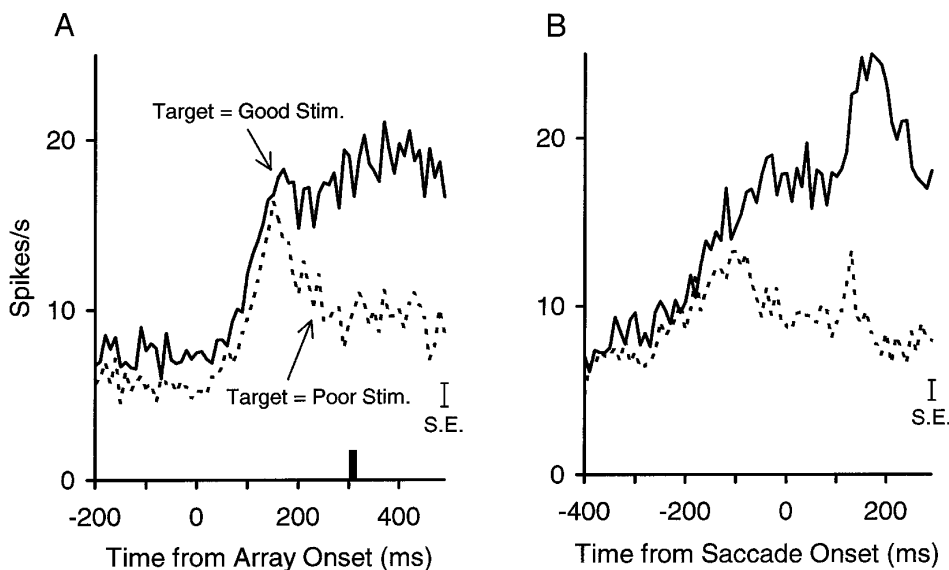 A
Target = Good Stim.
Spikes/s
20
10
0
Target = Poor Stim.
S.E.
-200 0 200 400
Time from Array Onset (ms)
B
20
10
0
S.E.
-400 -200 0 200
Time from Saccade Onset (ms)